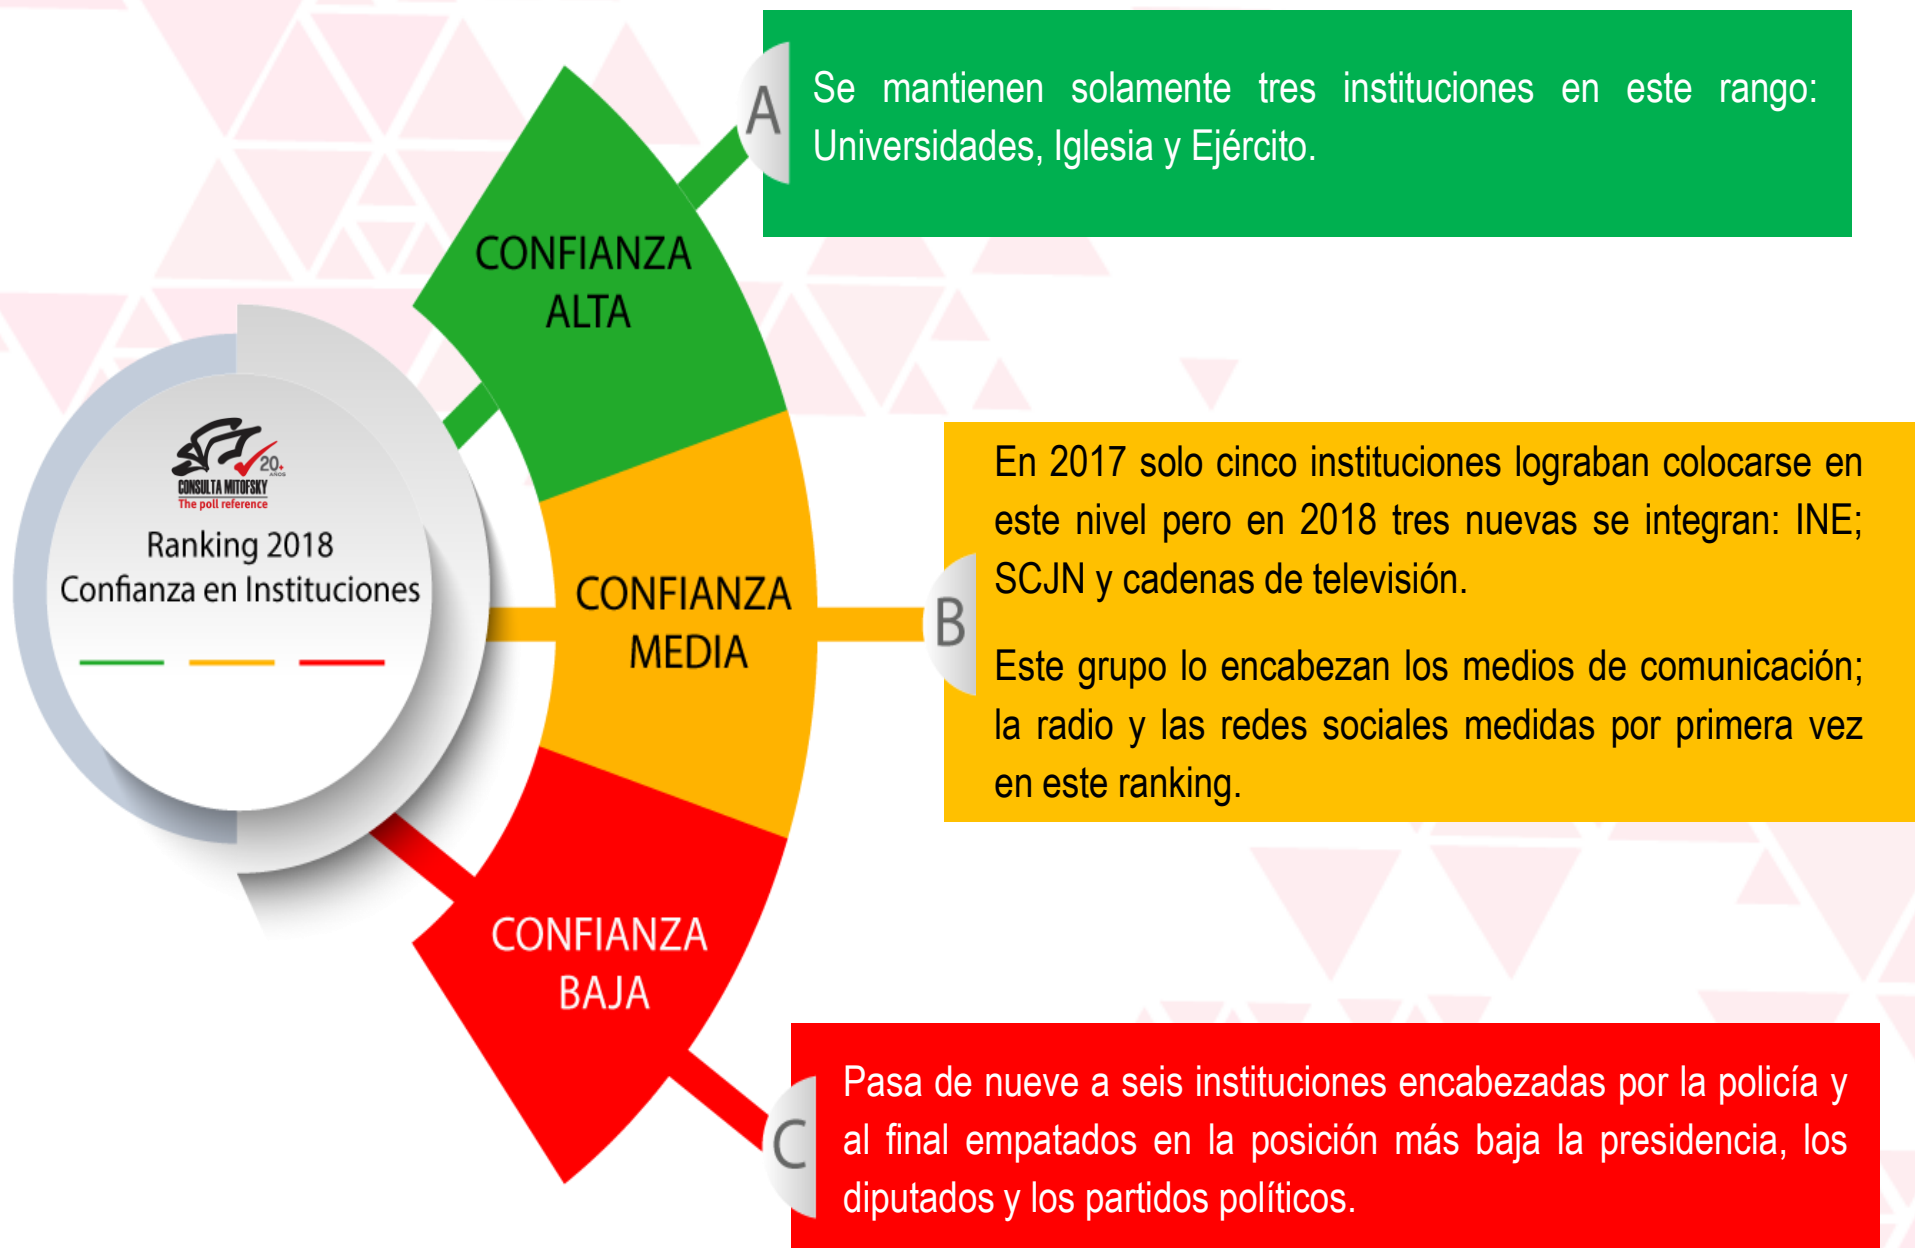 A
Se mantienen solamente tres instituciones en este rango:
Universidades, Iglesia y Ejército.
CONFIANZA
ALTA
20+
AÑOS
CONSULTA MITOFSKY
The poll reference
Ranking 2018
Confianza en Instituciones
CONFIANZA
MEDIA
B
En 2017 solo cinco instituciones lograban colocarse en
este nivel pero en 2018 tres nuevas se integran: INE;
SCJN y cadenas de televisión.
Este grupo lo encabezan los medios de comunicación;
la radio y las redes sociales medidas por primera vez
en este ranking.
CONFIANZA
BAJA
C
Pasa de nueve a seis instituciones encabezadas por la policía y
al final empatados en la posición más baja la presidencia, los
diputados y los partidos políticos.